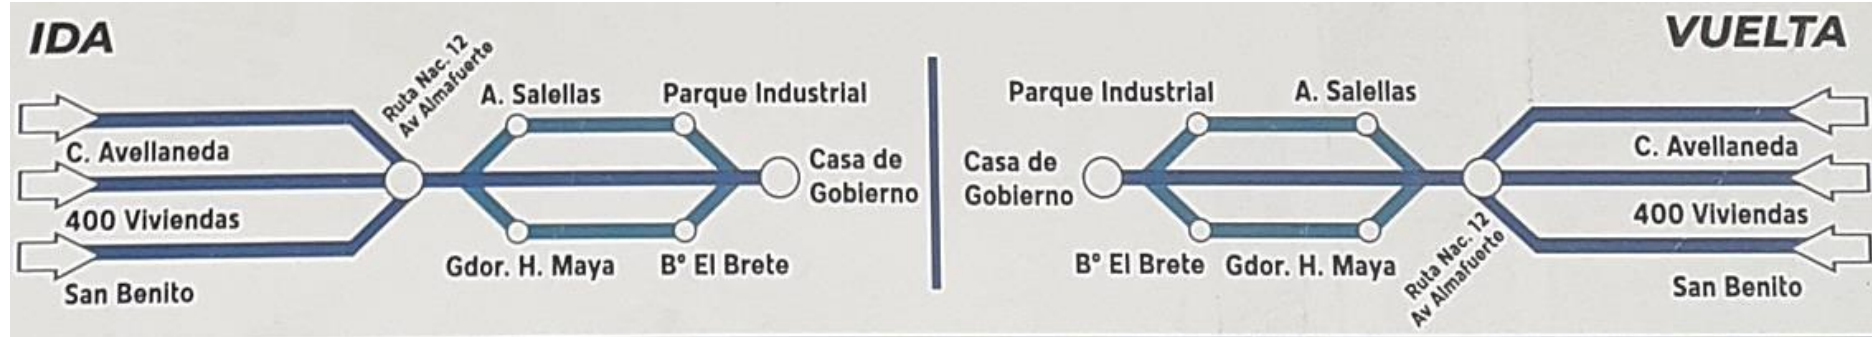 IDA
Ruta Nac. 12
Av Almafuerte
A. Salellas
Parque Industrial
C. Avellaneda
400 Viviendas
San Benito
Casa de
Gobierno
Gdor. H. Maya
Bº El Brete
VUELTA
Parque Industrial
A. Salellas
Casa de
Gobierno
Bº El Brete
Gdor. H. Maya
Ruta Nac. 12
Av Almafuerte
C. Avellaneda
400 Viviendas
San Benito